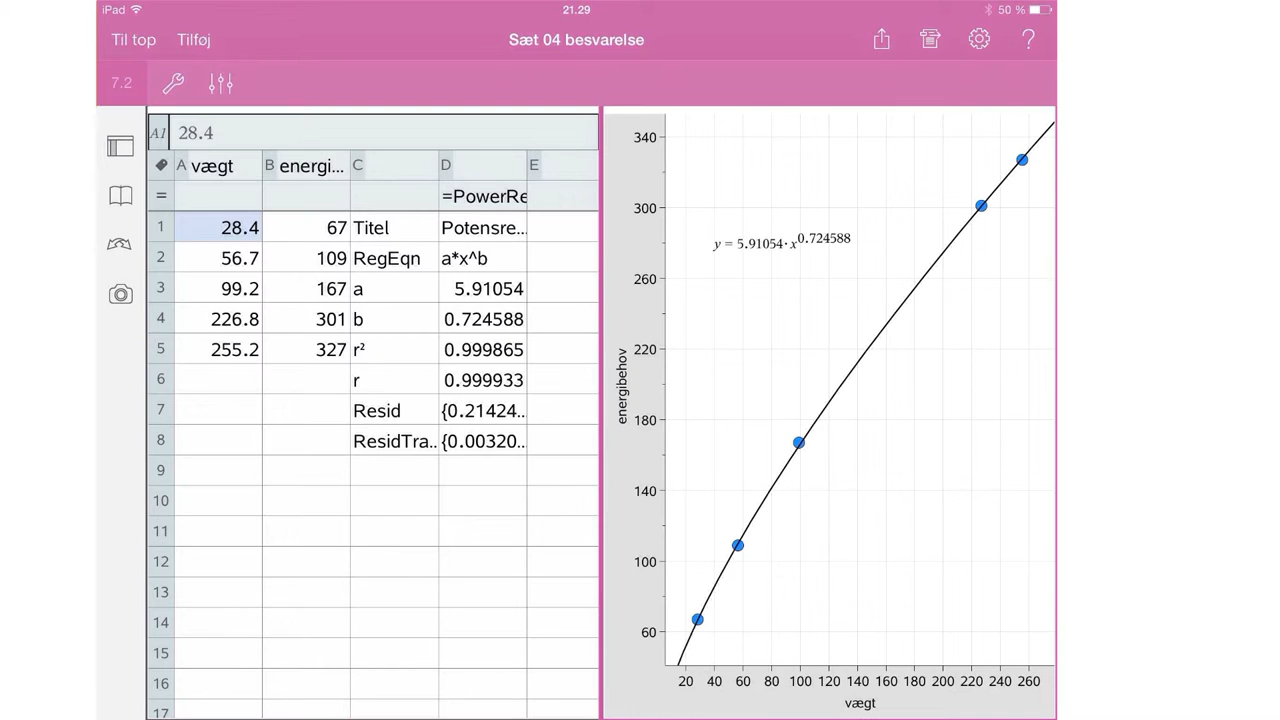 iPad 21.29 50 %
Til top Tilføj Sæt 04 besvarelse ?
7.2
A1 28.4
A vægt B energi... C D E
= =PowerRe
1 28.4 67 Titel Potensre...
2 56.7 109 RegEqn a*x^b
3 99.2 167 a 5.91054
4 226.8 301 b 0.724588
5 255.2 327 r² 0.999865
6 r 0.999933
7 Resid {0.21424...
8 ResidTra... {0.00320...
9
10
11
12
13
14
15
16
17
340
300
260
220
180
140
100
60
energibehov
y = 5.91054·x^0.724588
20 40 60 80 100 120 140 160 180 200 220 240 260
vægt